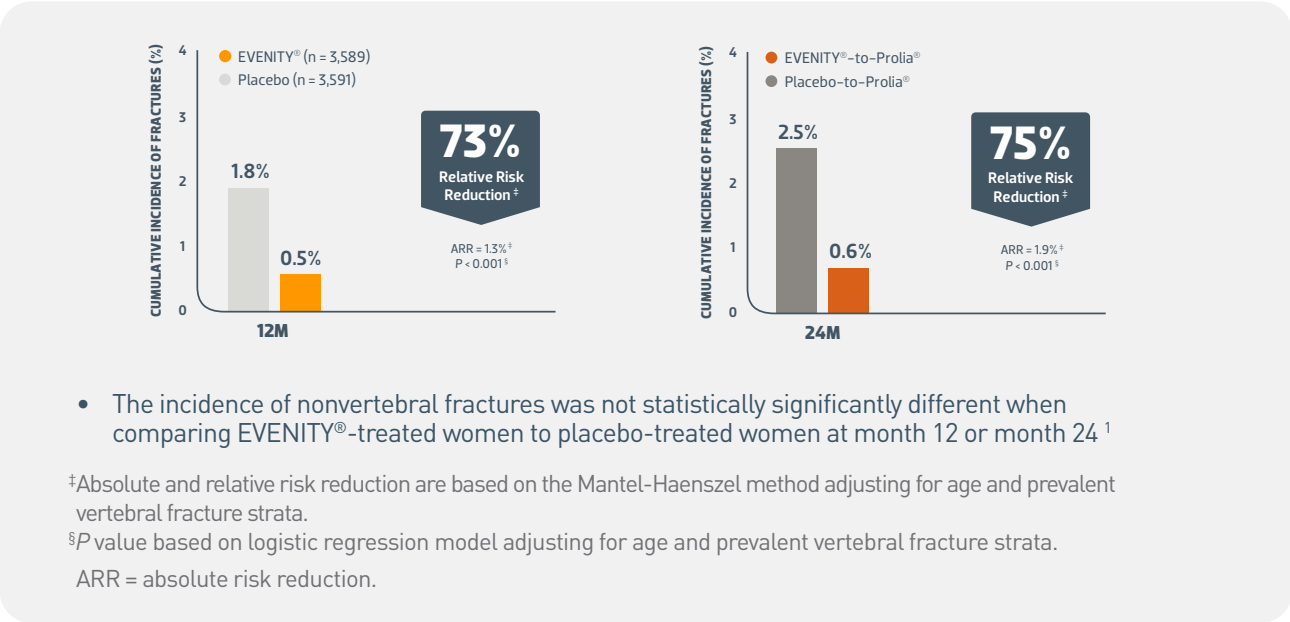 CUMULATIVE INCIDENCE OF FRACTURES (%)
4
3
2
1
0
EVENITY® (n = 3,589)
Placebo (n = 3,591)
1.8%
0.5%
12M
73%
Relative Risk
Reduction ‡
ARR = 1.3% ‡
P < 0.001 §
CUMULATIVE INCIDENCE OF FRACTURES (%)
4
3
2
1
0
EVENITY®-to-Prolia®
Placebo-to-Prolia®
2.5%
0.6%
24M
75%
Relative Risk
Reduction ‡
ARR = 1.9% ‡
P < 0.001 §
• The incidence of nonvertebral fractures was not statistically significantly different when
comparing EVENITY®-treated women to placebo-treated women at month 12 or month 24 ¹
‡Absolute and relative risk reduction are based on the Mantel-Haenszel method adjusting for age and prevalent
vertebral fracture strata.
§P value based on logistic regression model adjusting for age and prevalent vertebral fracture strata.
ARR = absolute risk reduction.